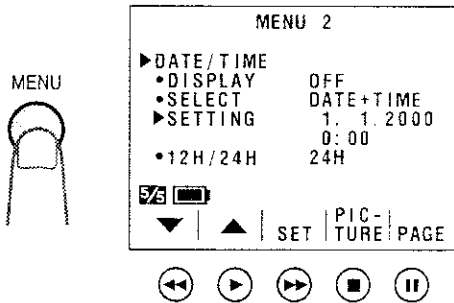 MENU
MENU 2
▶DATE/TIME
•DISPLAY OFF
•SELECT DATE+TIME
▶SETTING 1. 1.2000
0:00
•12H/24H 24H
5/5
▼ ▲ SET PIC-TURE PAGE